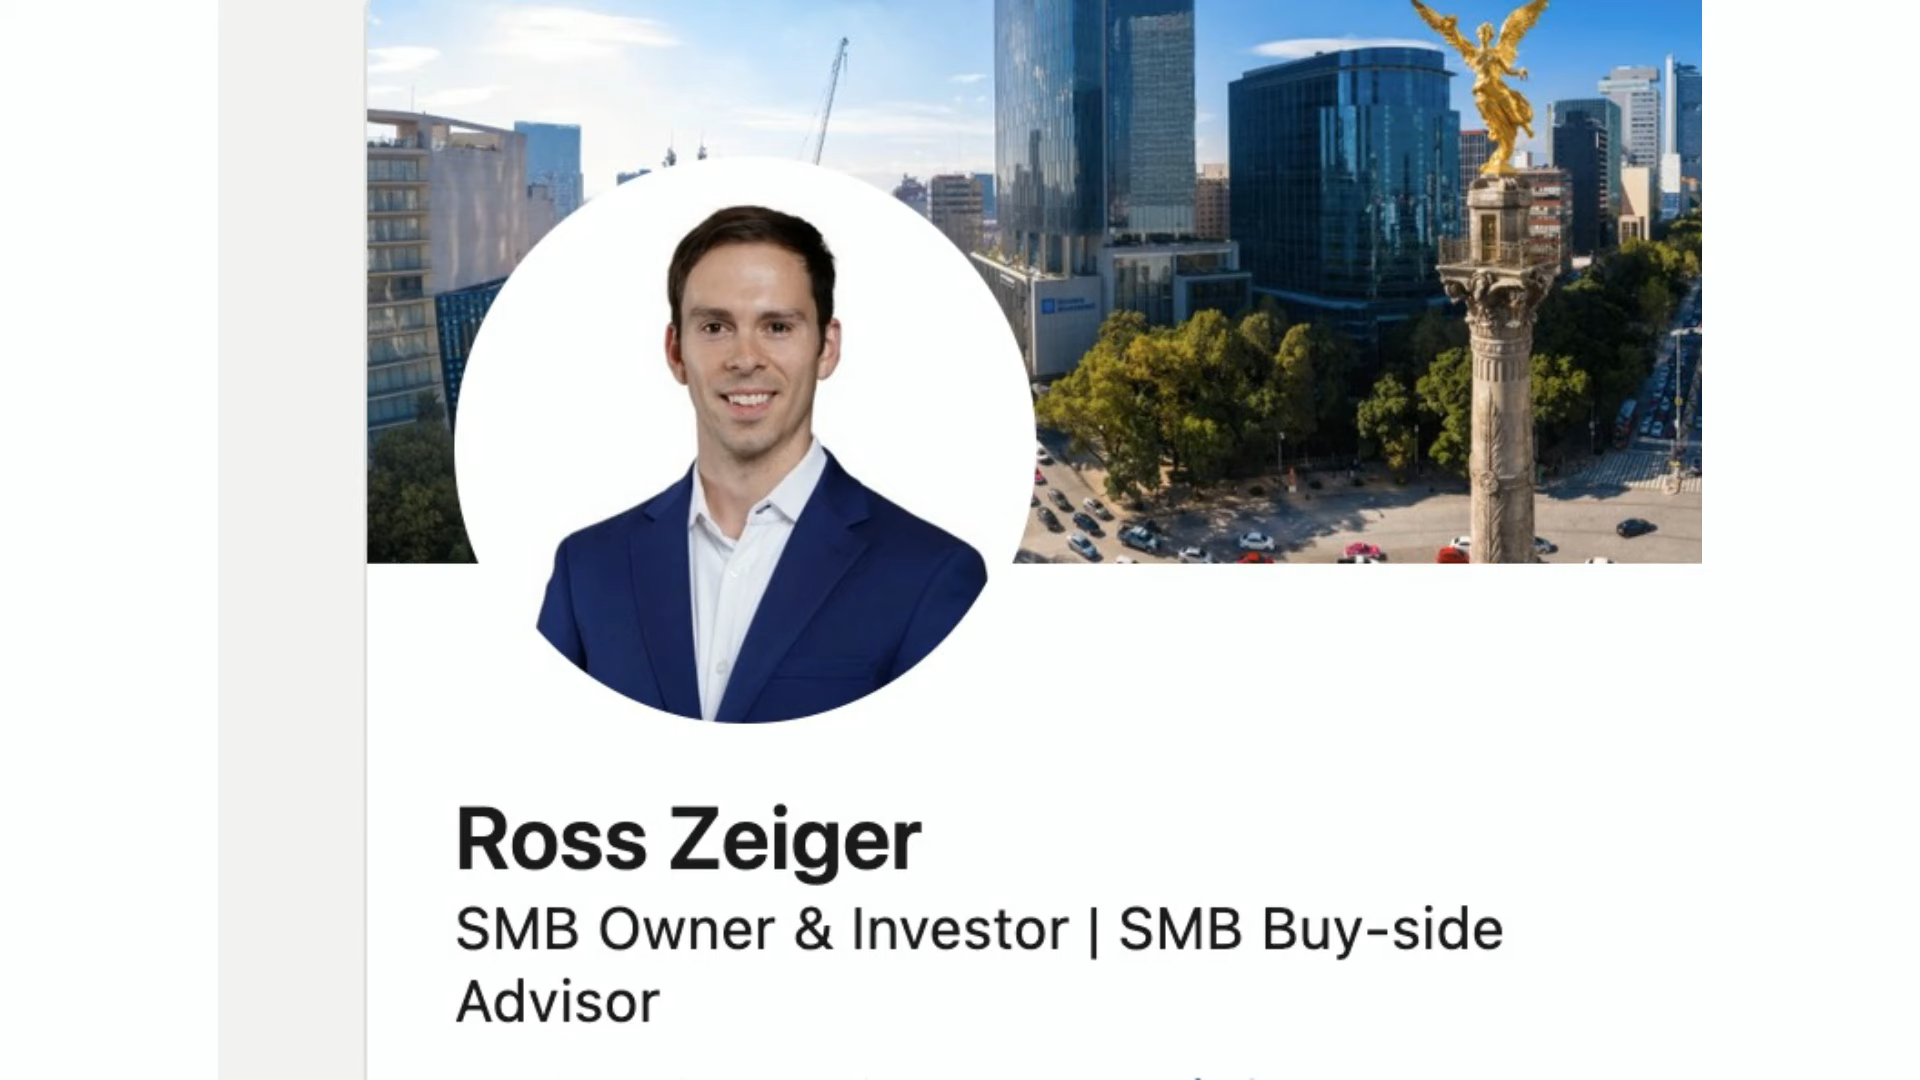 Ross Zeiger
SMB Owner & Investor | SMB Buy-side
Advisor